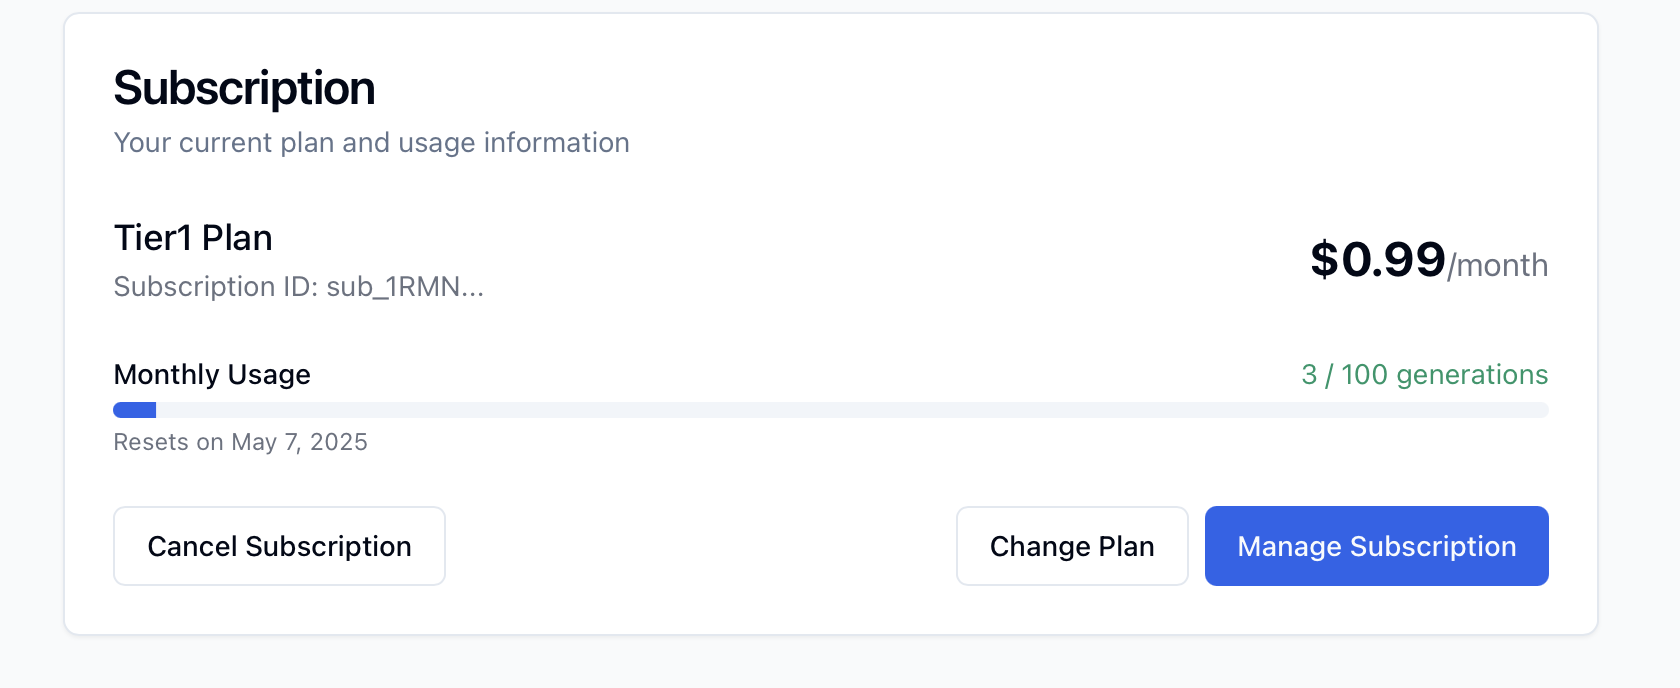 Subscription
Your current plan and usage information
Tier1 Plan
Subscription ID: sub_1RMN...
$0.99/month
Monthly Usage
3 / 100 generations
Resets on May 7, 2025
Cancel Subscription
Change Plan
Manage Subscription